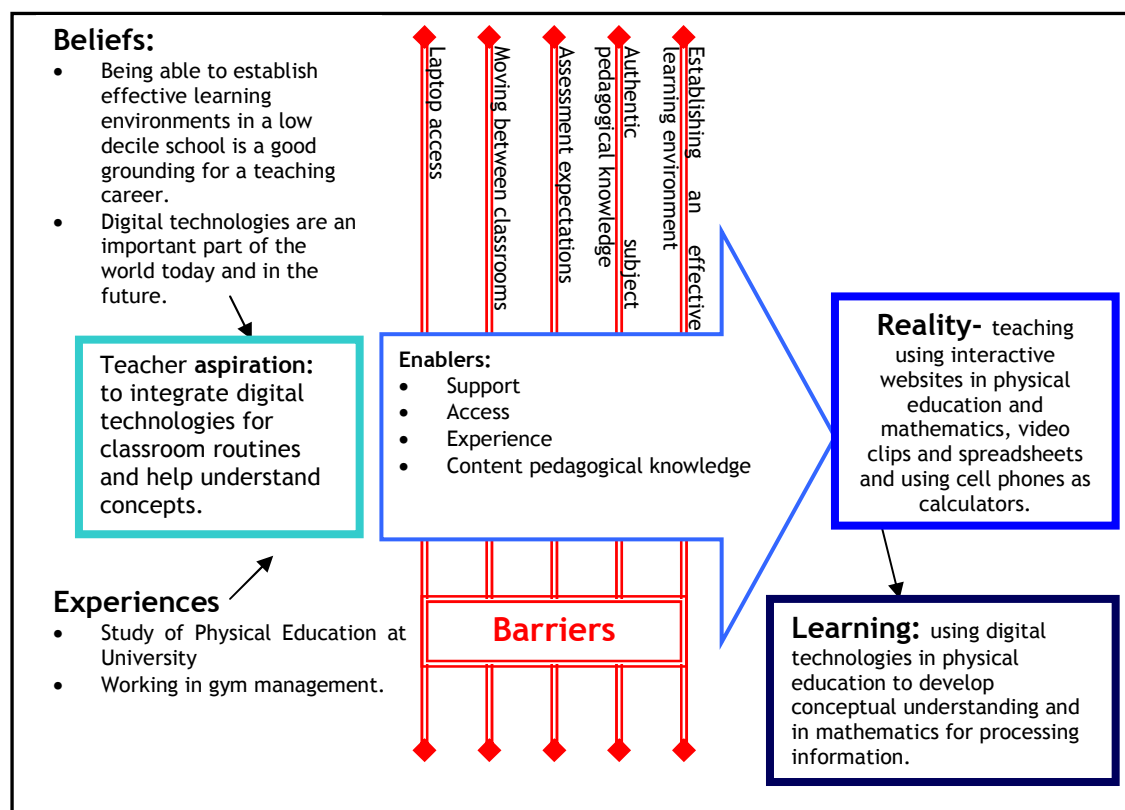 Beliefs:
• Being able to establish
effective learning
environments in a low
decile school is a good
grounding for a teaching
career.
• Digital technologies are an
important part of the
world today and in the
future.
Teacher aspiration:
to integrate digital
technologies for
classroom routines
and help understand
concepts.
Experiences
• Study of Physical Education at
University
• Working in gym management.
Laptop access
Moving between classrooms
Assessment expectations
Authentic subject
pedagogical knowledge
Establishing an effective
learning environment
Enablers:
• Support
• Access
• Experience
• Content pedagogical knowledge
Barriers
Reality- teaching
using interactive
websites in physical
education and
mathematics, video
clips and spreadsheets
and using cell phones as
calculators.
Learning: using digital
technologies in physical
education to develop
conceptual understanding and
in mathematics for processing
information.